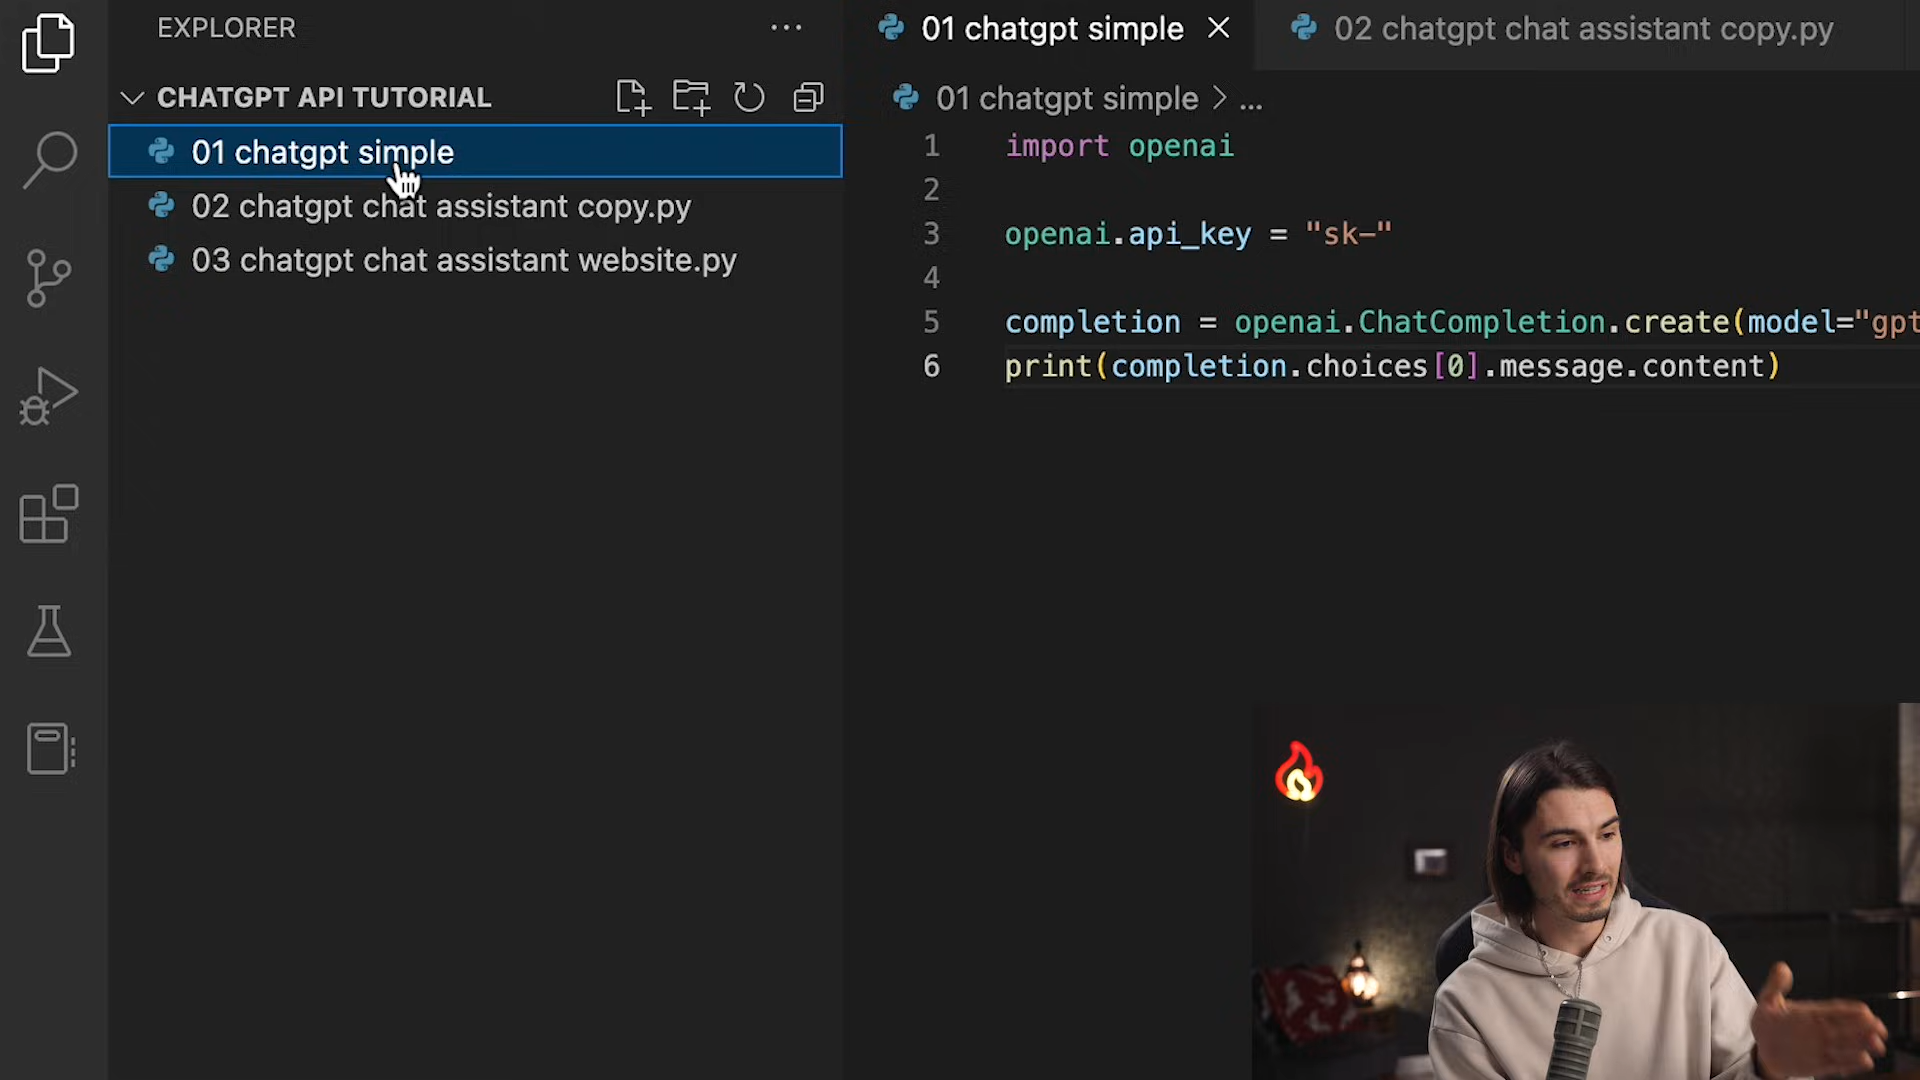 EXPLORER
CHATGPT API TUTORIAL
01 chatgpt simple
02 chatgpt chat assistant copy.py
03 chatgpt chat assistant website.py
01 chatgpt simple
02 chatgpt chat assistant copy.py
01 chatgpt simple > ...
1 import openai
2
3 openai.api_key = "sk-"
4
5 completion = openai.ChatCompletion.create(model="gpt
6 print(completion.choices[0].message.content)